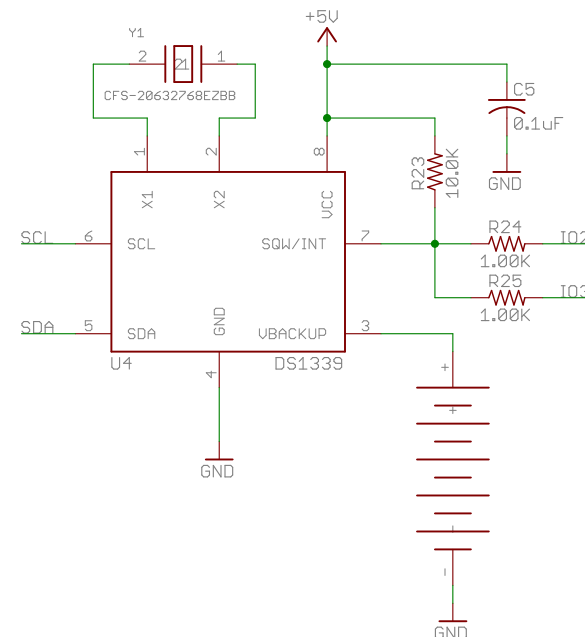 +5V
Y1
2
21
1
CFS-20632768EZBB
C5
0.1uF
GND
1
2
8
R23
10.0K
X1
X2
VCC
SCL
6
SCL
SQW/INT
7
R24
1.00K
IO2
R25
1.00K
IO3
SDA
5
SDA
GND
VBACKUP
3
U4
4
DS1339
+
+
GND
-
-
GND